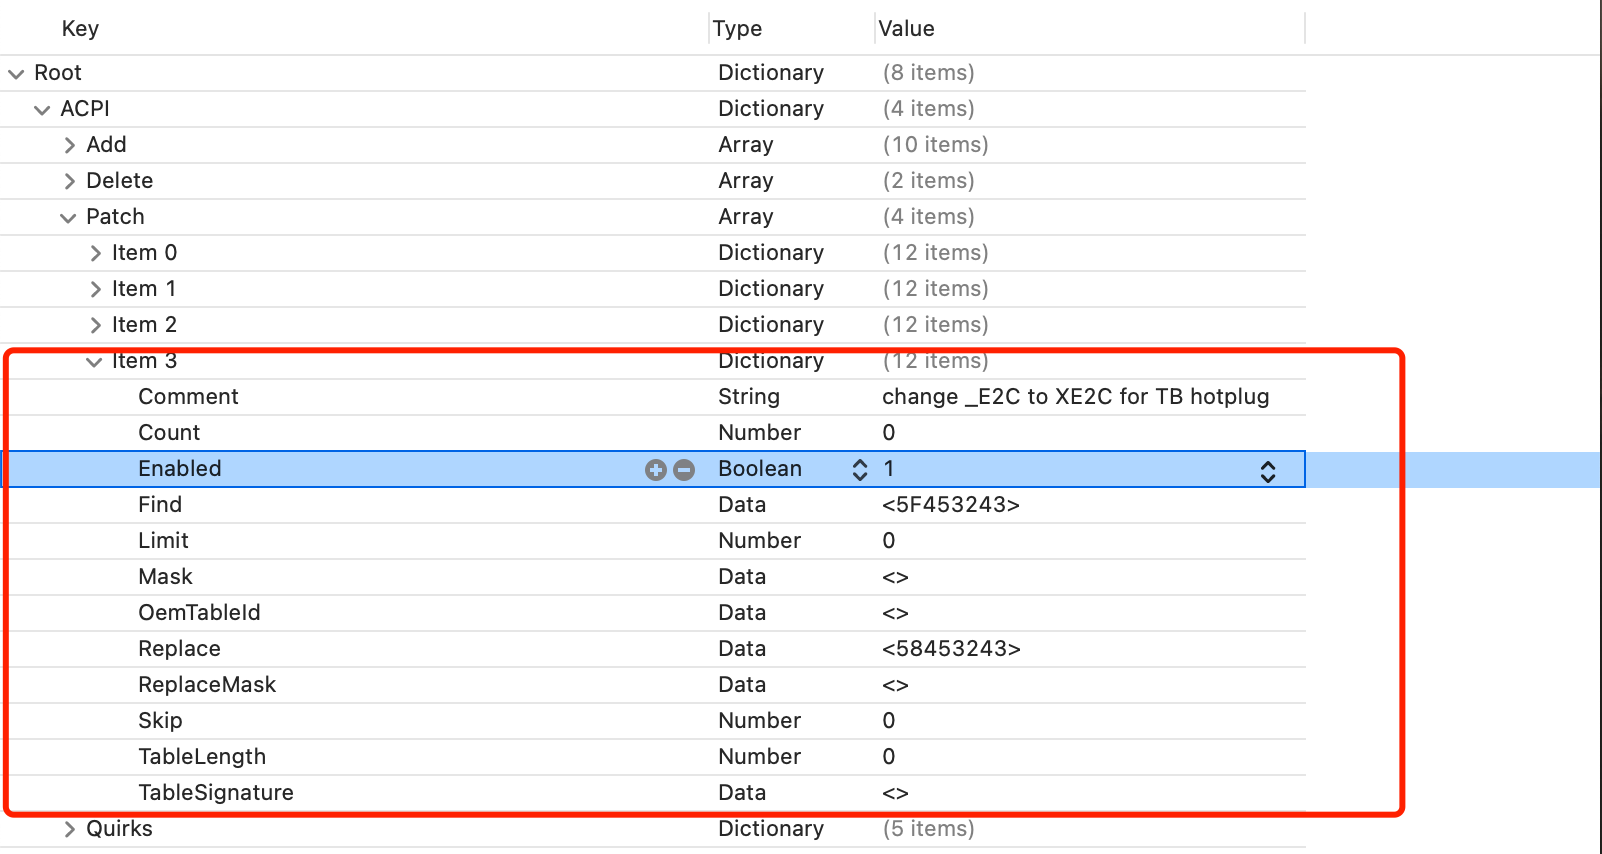 Key Type Value
Root Dictionary (8 items)
ACPI Dictionary (4 items)
Add Array (10 items)
Delete Array (2 items)
Patch Array (4 items)
Item 0 Dictionary (12 items)
Item 1 Dictionary (12 items)
Item 2 Dictionary (12 items)
Item 3 Dictionary (12 items)
Comment String change _E2C to XE2C for TB hotplug
Count Number 0
Enabled Boolean 1
Find Data <5F453243>
Limit Number 0
Mask Data <>
OemTableId Data <>
Replace Data <58453243>
ReplaceMask Data <>
Skip Number 0
TableLength Number 0
TableSignature Data <>
Quirks Dictionary (5 items)